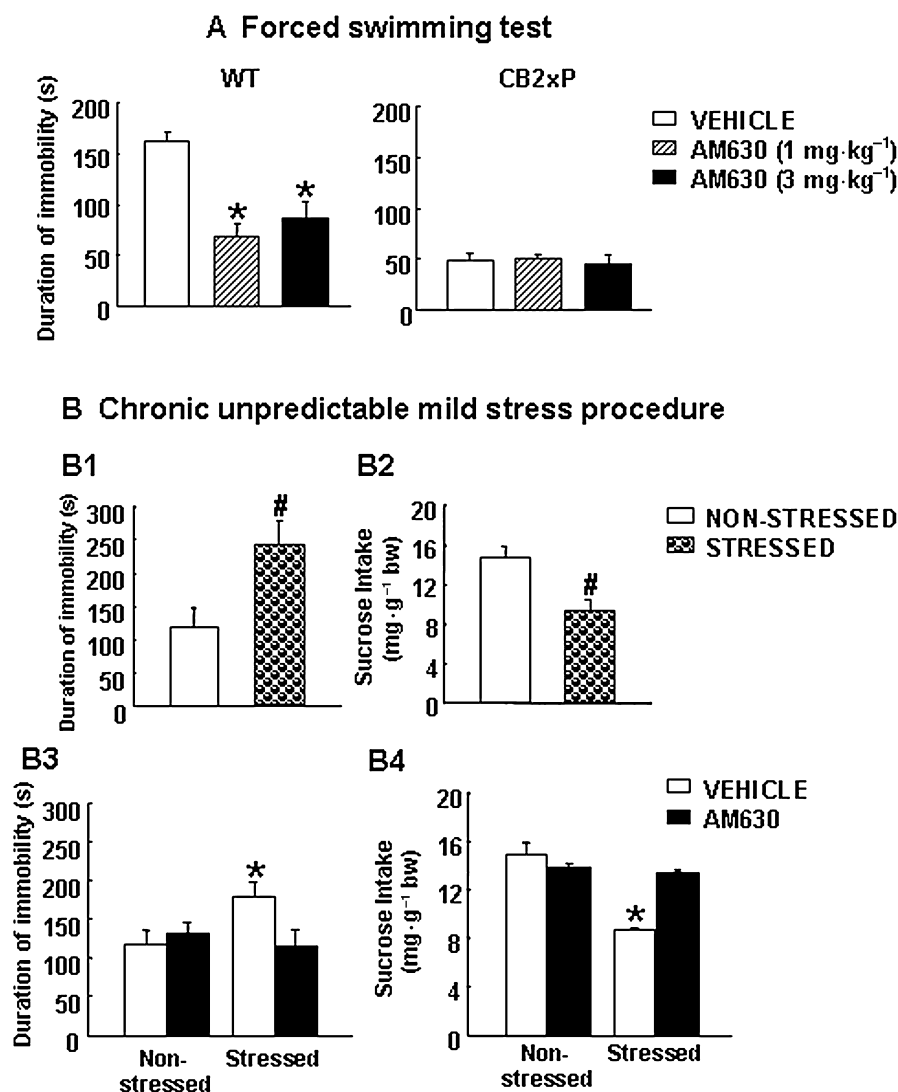 A Forced swimming test
WT
CB2xP
Duration of immobility (s)
200
150
100
50
0
*
*
200
150
100
50
0
VEHICLE
AM630 (1 mg·kg⁻¹)
AM630 (3 mg·kg⁻¹)
B Chronic unpredictable mild stress procedure
B1
Duration of immobility (s)
300
250
200
150
100
50
0
#
B2
Sucrose Intake
(mg·g⁻¹ bw)
20
16
12
8
4
0
#
NON-STRESSED
STRESSED
B3
Duration of immobility (s)
300
250
200
150
100
50
0
*
Non-
stressed
Stressed
B4
Sucrose Intake
(mg·g⁻¹ bw)
20
16
12
8
4
0
*
Non-
stressed
Stressed
VEHICLE
AM630